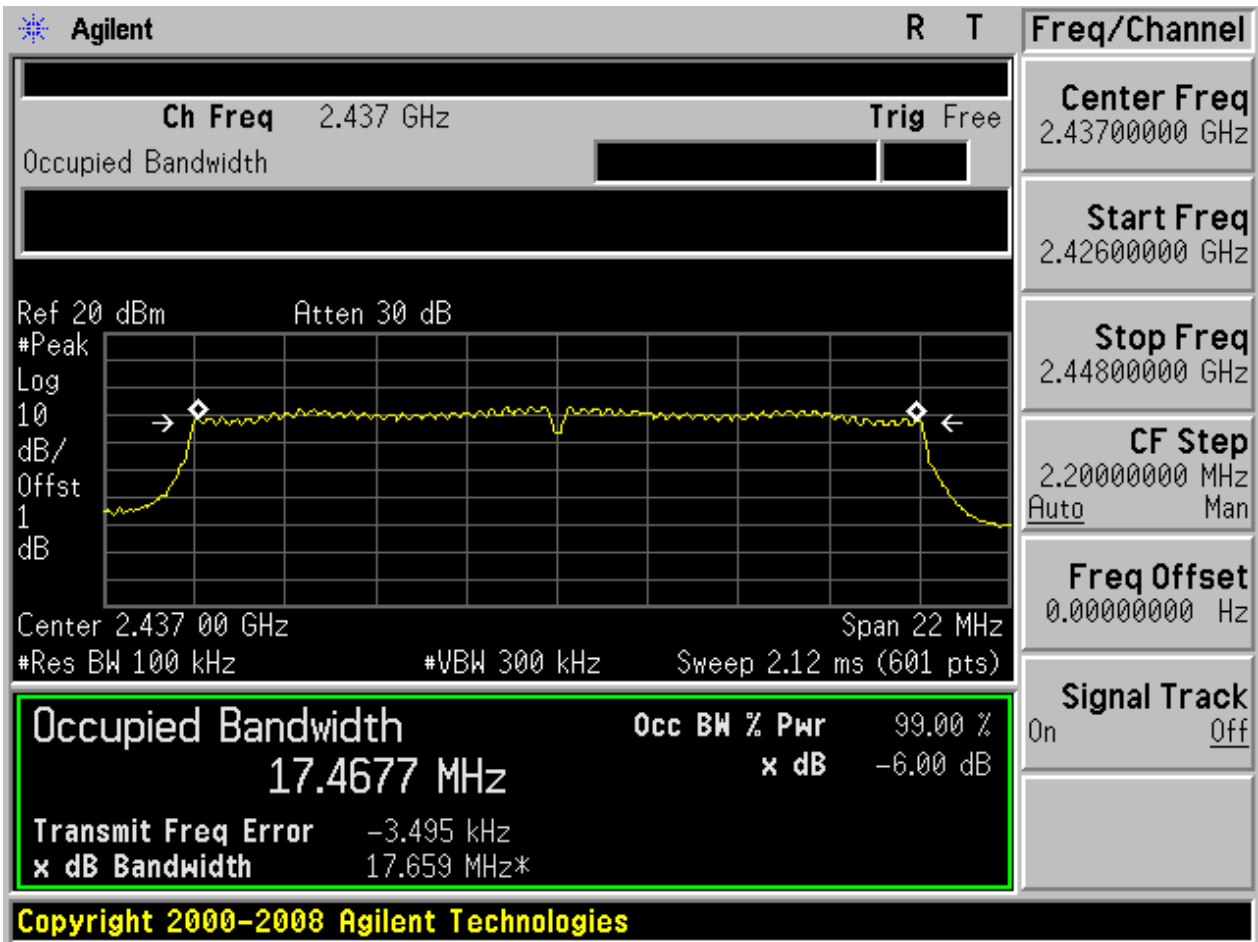 Agilent R T
Ch Freq 2.437 GHz Trig Free
Occupied Bandwidth
Ref 20 dBm Atten 30 dB
#Peak
Log
10
dB/
Offst
1
dB
Center 2.437 00 GHz Span 22 MHz
#Res BW 100 kHz #VBW 300 kHz Sweep 2.12 ms (601 pts)
Occupied Bandwidth
17.4677 MHz
Occ BW % Pwr 99.00 %
x dB -6.00 dB
Transmit Freq Error -3.495 kHz
x dB Bandwidth 17.659 MHz*
Copyright 2000-2008 Agilent Technologies
Freq/Channel
Center Freq
2.43700000 GHz
Start Freq
2.42600000 GHz
Stop Freq
2.44800000 GHz
CF Step
2.20000000 MHz
Auto Man
Freq Offset
0.00000000 Hz
Signal Track
On Off